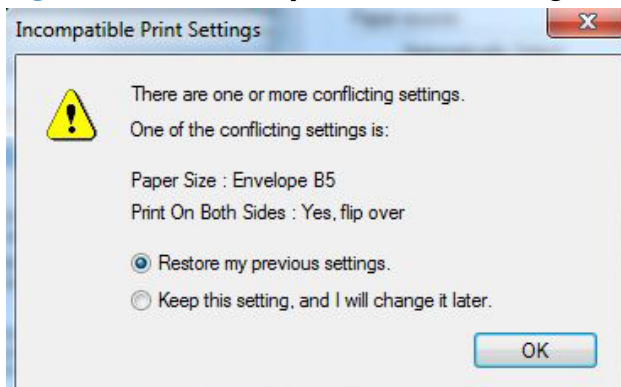 Incompatible Print Settings
There are one or more conflicting settings.
One of the conflicting settings is:
Paper Size : Envelope B5
Print On Both Sides : Yes, flip over
Restore my previous settings.
Keep this setting, and I will change it later.
OK